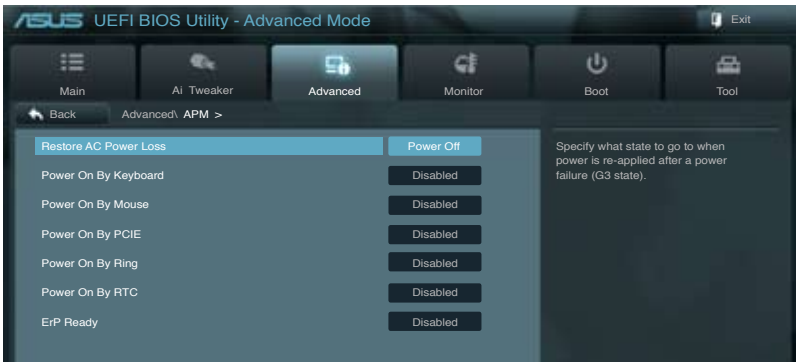 ASUS UEFI BIOS Utility - Advanced Mode
Exit
Main
Ai Tweaker
Advanced
Monitor
Boot
Tool
Back
Advanced\ APM >
Restore AC Power Loss
Power Off
Power On By Keyboard
Disabled
Power On By Mouse
Disabled
Power On By PCIE
Disabled
Power On By Ring
Disabled
Power On By RTC
Disabled
ErP Ready
Disabled
Specify what state to go to when
power is re-applied after a power
failure (G3 state).